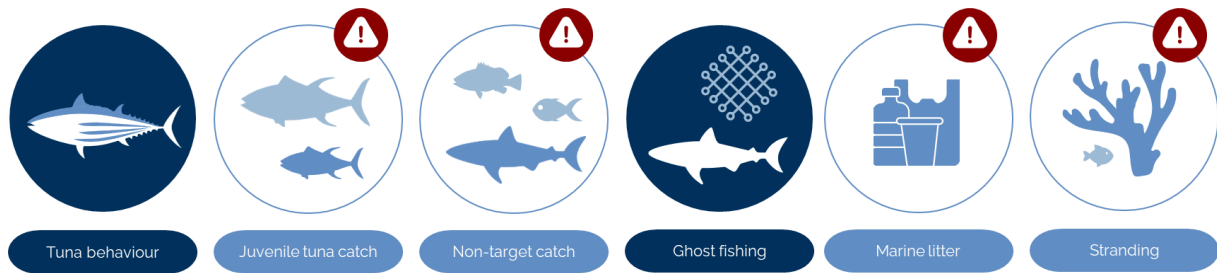 Tuna behaviour
Juvenile tuna catch
Non-target catch
Ghost fishing
Marine litter
Stranding